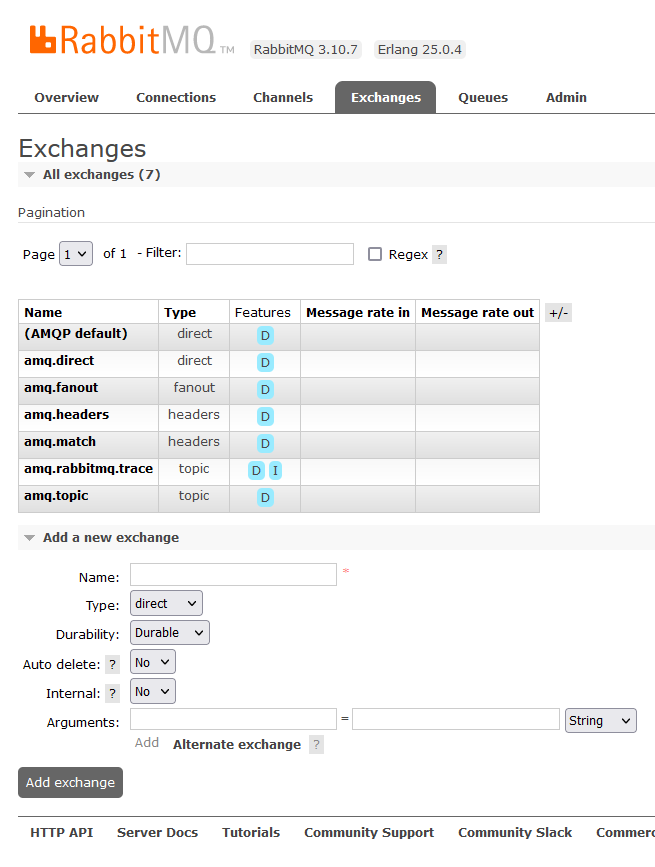 RabbitMQ TM RabbitMQ 3.10.7 Erlang 25.0.4
Overview Connections Channels Exchanges Queues Admin
Exchanges
All exchanges (7)
Pagination
Page 1 of 1 - Filter: Regex ?
Name Type Features Message rate in Message rate out +/-
(AMQP default) direct D
amq.direct direct D
amq.fanout fanout D
amq.headers headers D
amq.match headers D
amq.rabbitmq.trace topic D I
amq.topic topic D
Add a new exchange
Name: *
Type: direct
Durability: Durable
Auto delete: ? No
Internal: ? No
Arguments: = String
Add Alternate exchange ?
Add exchange
HTTP API Server Docs Tutorials Community Support Community Slack Commerc